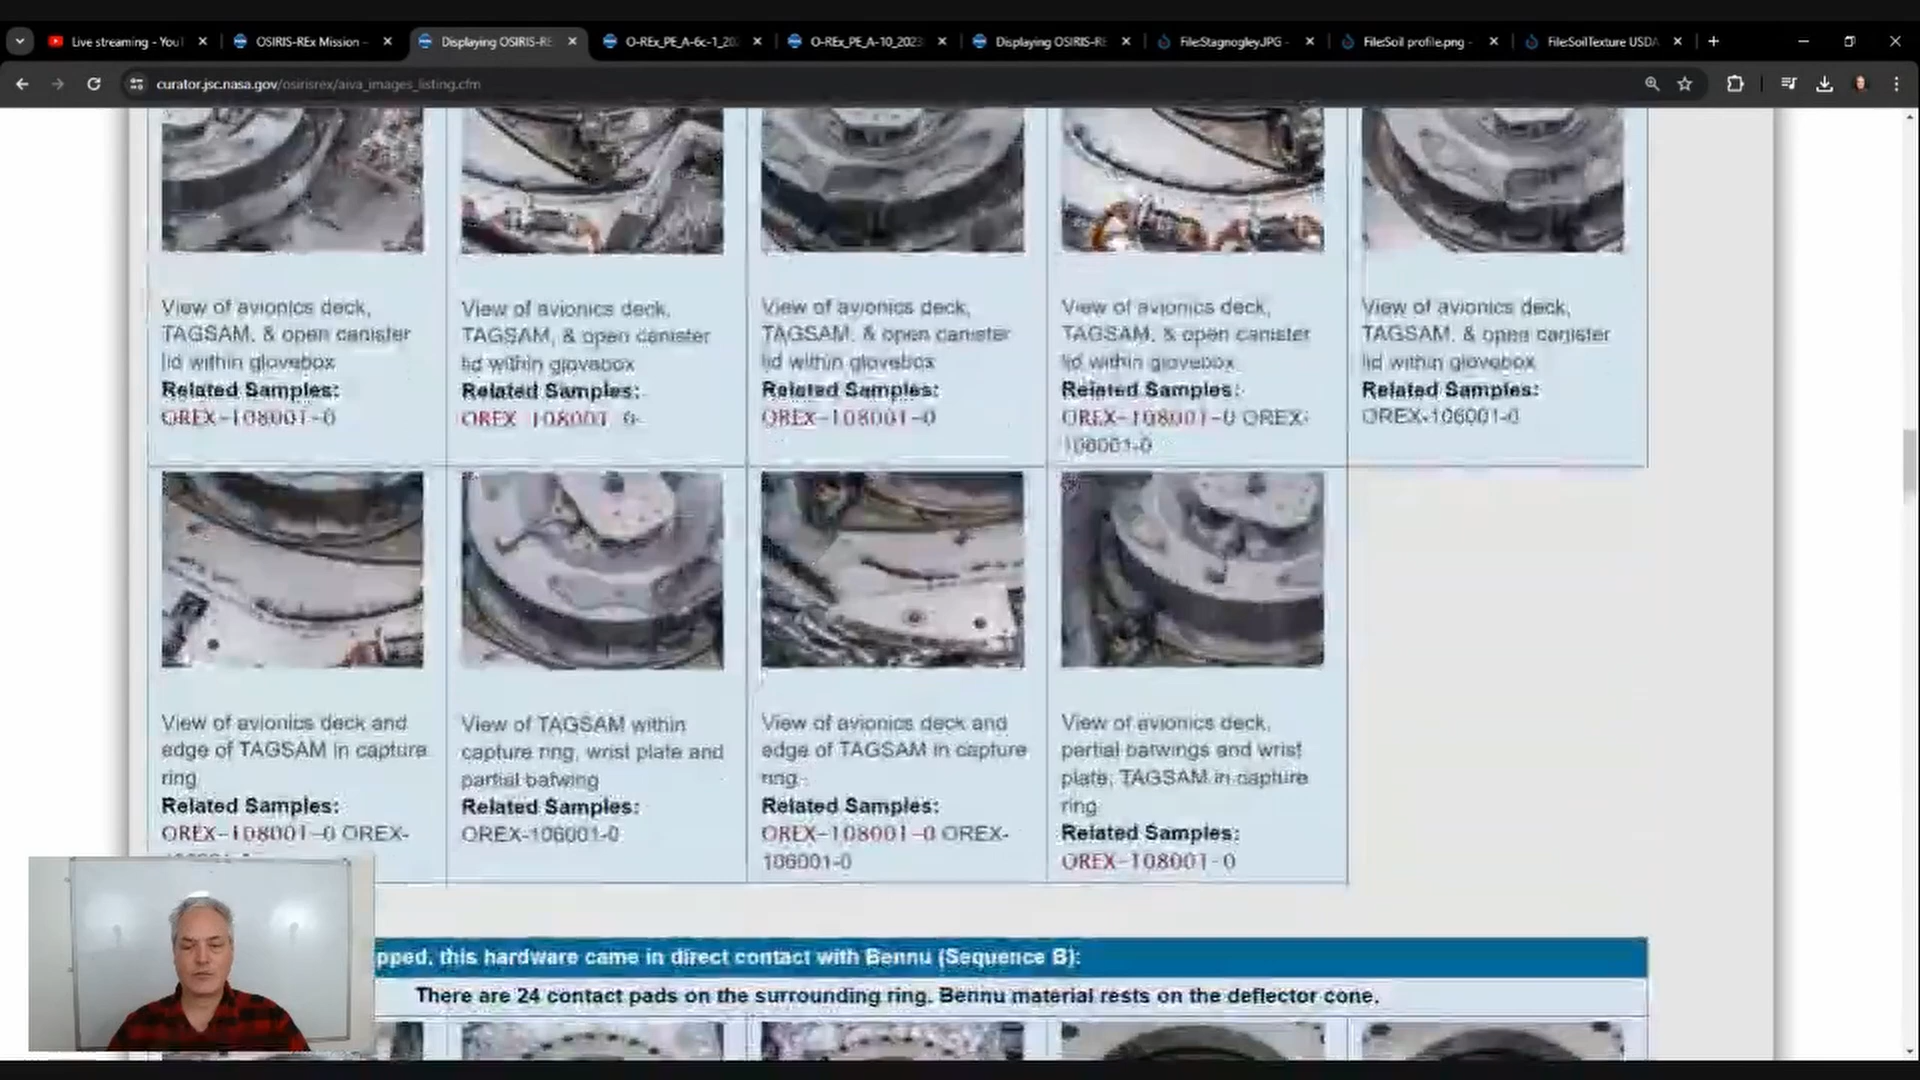 Live streaming - YouT
OSIRIS-REx Mission -
Displaying OSIRIS-RE
O-REx_PE_A-6c-1_202
O-REx_PE_A-10_2023
Displaying OSIRIS-RE
File:Stagnogley.JPG -
File:Soil profile.png -
File:SoilTexture USDA
curator.jsc.nasa.gov/osirisrex/aiva_images_listing.cfm
View of avionics deck,
TAGSAM, & open canister
lid within glovebox
Related Samples:
OREX-108001-0
View of avionics deck,
TAGSAM, & open canister
lid within glovebox
Related Samples:
OREX-108001-0
View of avionics deck,
TAGSAM, & open canister
lid within glovebox
Related Samples:
OREX-108001-0
View of avionics deck,
TAGSAM, & open canister
lid within glovebox
Related Samples:
OREX-108001-0 OREX-
106001-0
View of avionics deck,
TAGSAM, & open canister
lid within glovebox
Related Samples:
OREX-106001-0
View of avionics deck and
edge of TAGSAM in capture
ring
Related Samples:
OREX-108001-0 OREX-
View of TAGSAM within
capture ring, wrist plate and
partial batwing
Related Samples:
OREX-106001-0
View of avionics deck and
edge of TAGSAM in capture
ring
Related Samples:
OREX-108001-0 OREX-
106001-0
View of avionics deck,
partial batwings and wrist
plate, TAGSAM in capture
ring
Related Samples:
OREX-108001-0
pped, this hardware came in direct contact with Bennu (Sequence B):
There are 24 contact pads on the surrounding ring. Bennu material rests on the deflector cone.